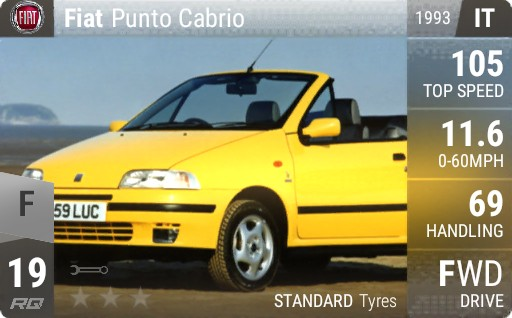 FIAT Fiat Punto Cabrio 1993 IT
105
TOP SPEED
11.6
0-60MPH
69
HANDLING
F
59 LUC
19
RQ
FWD
DRIVE
STANDARD Tyres